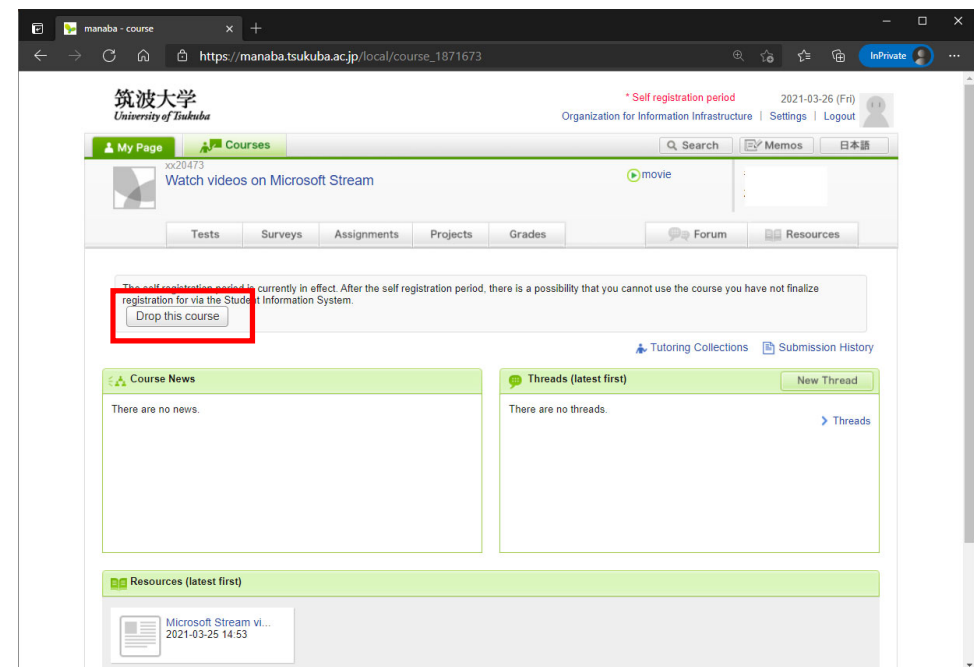 manaba - course
https://manaba.tsukuba.ac.jp/local/course_1871673
InPrivate
筑波大学
University of Tsukuba
* Self registration period
2021-03-26 (Fri)
Organization for Information Infrastructure | Settings | Logout
My Page
Courses
Search
Memos
日本語
xx20473
Watch videos on Microsoft Stream
movie
Tests
Surveys
Assignments
Projects
Grades
Forum
Resources
The self registration period is currently in effect. After the self registration period, there is a possibility that you cannot use the course you have not finalize
registration for via the Student Information System.
Drop this course
Tutoring Collections
Submission History
Course News
There are no news.
Threads (latest first)
New Thread
There are no threads.
Threads
Resources (latest first)
Microsoft Stream vi...
2021-03-25 14:53